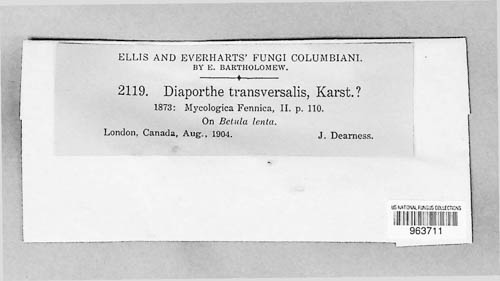 ELLIS AND EVERHARTS' FUNGI COLUMBIANI.
BY E. BARTHOLOMEW.
2119. Diaporthe transversalis, Karst.?
1873: Mycologica Fennica, II. p. 110.
On Betula lenta.
London, Canada, Aug., 1904. J. Dearness.
US NATIONAL FUNGUS COLLECTIONS
963711